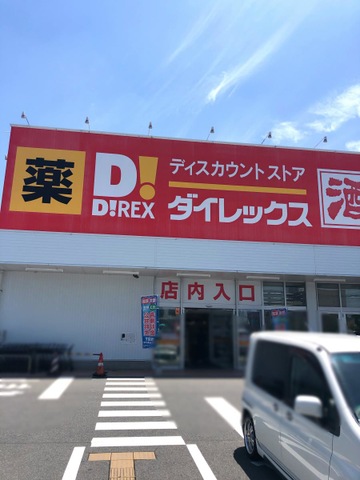 薬
D!
D!REX
ディスカウントストア
ダイレックス
酒
店内入口